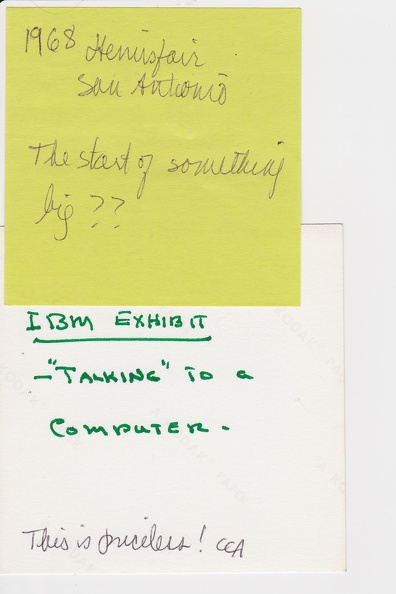 1968 Hemisfair
San Antonio
The start of something
big ??
IBM EXHIBIT
-"TALKING" TO a
COMPUTER.
This is priceless! CCA